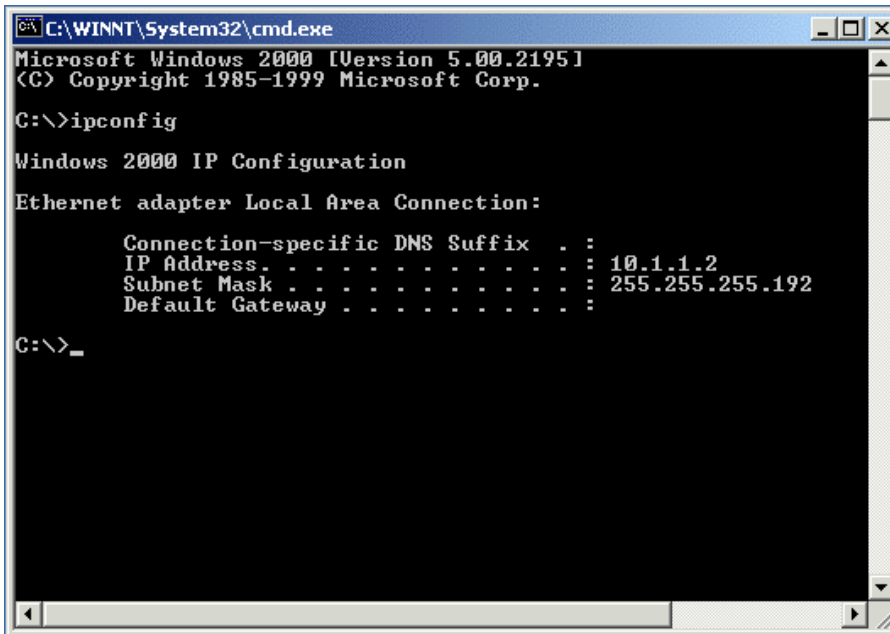 C:\WINNT\System32\cmd.exe
Microsoft Windows 2000 [Version 5.00.2195]
(C) Copyright 1985-1999 Microsoft Corp.
C:\>ipconfig
Windows 2000 IP Configuration
Ethernet adapter Local Area Connection:
Connection-specific DNS Suffix  . :
IP Address. . . . . . . . . . . . : 10.1.1.2
Subnet Mask . . . . . . . . . . . : 255.255.255.192
Default Gateway . . . . . . . . . :
C:\>_